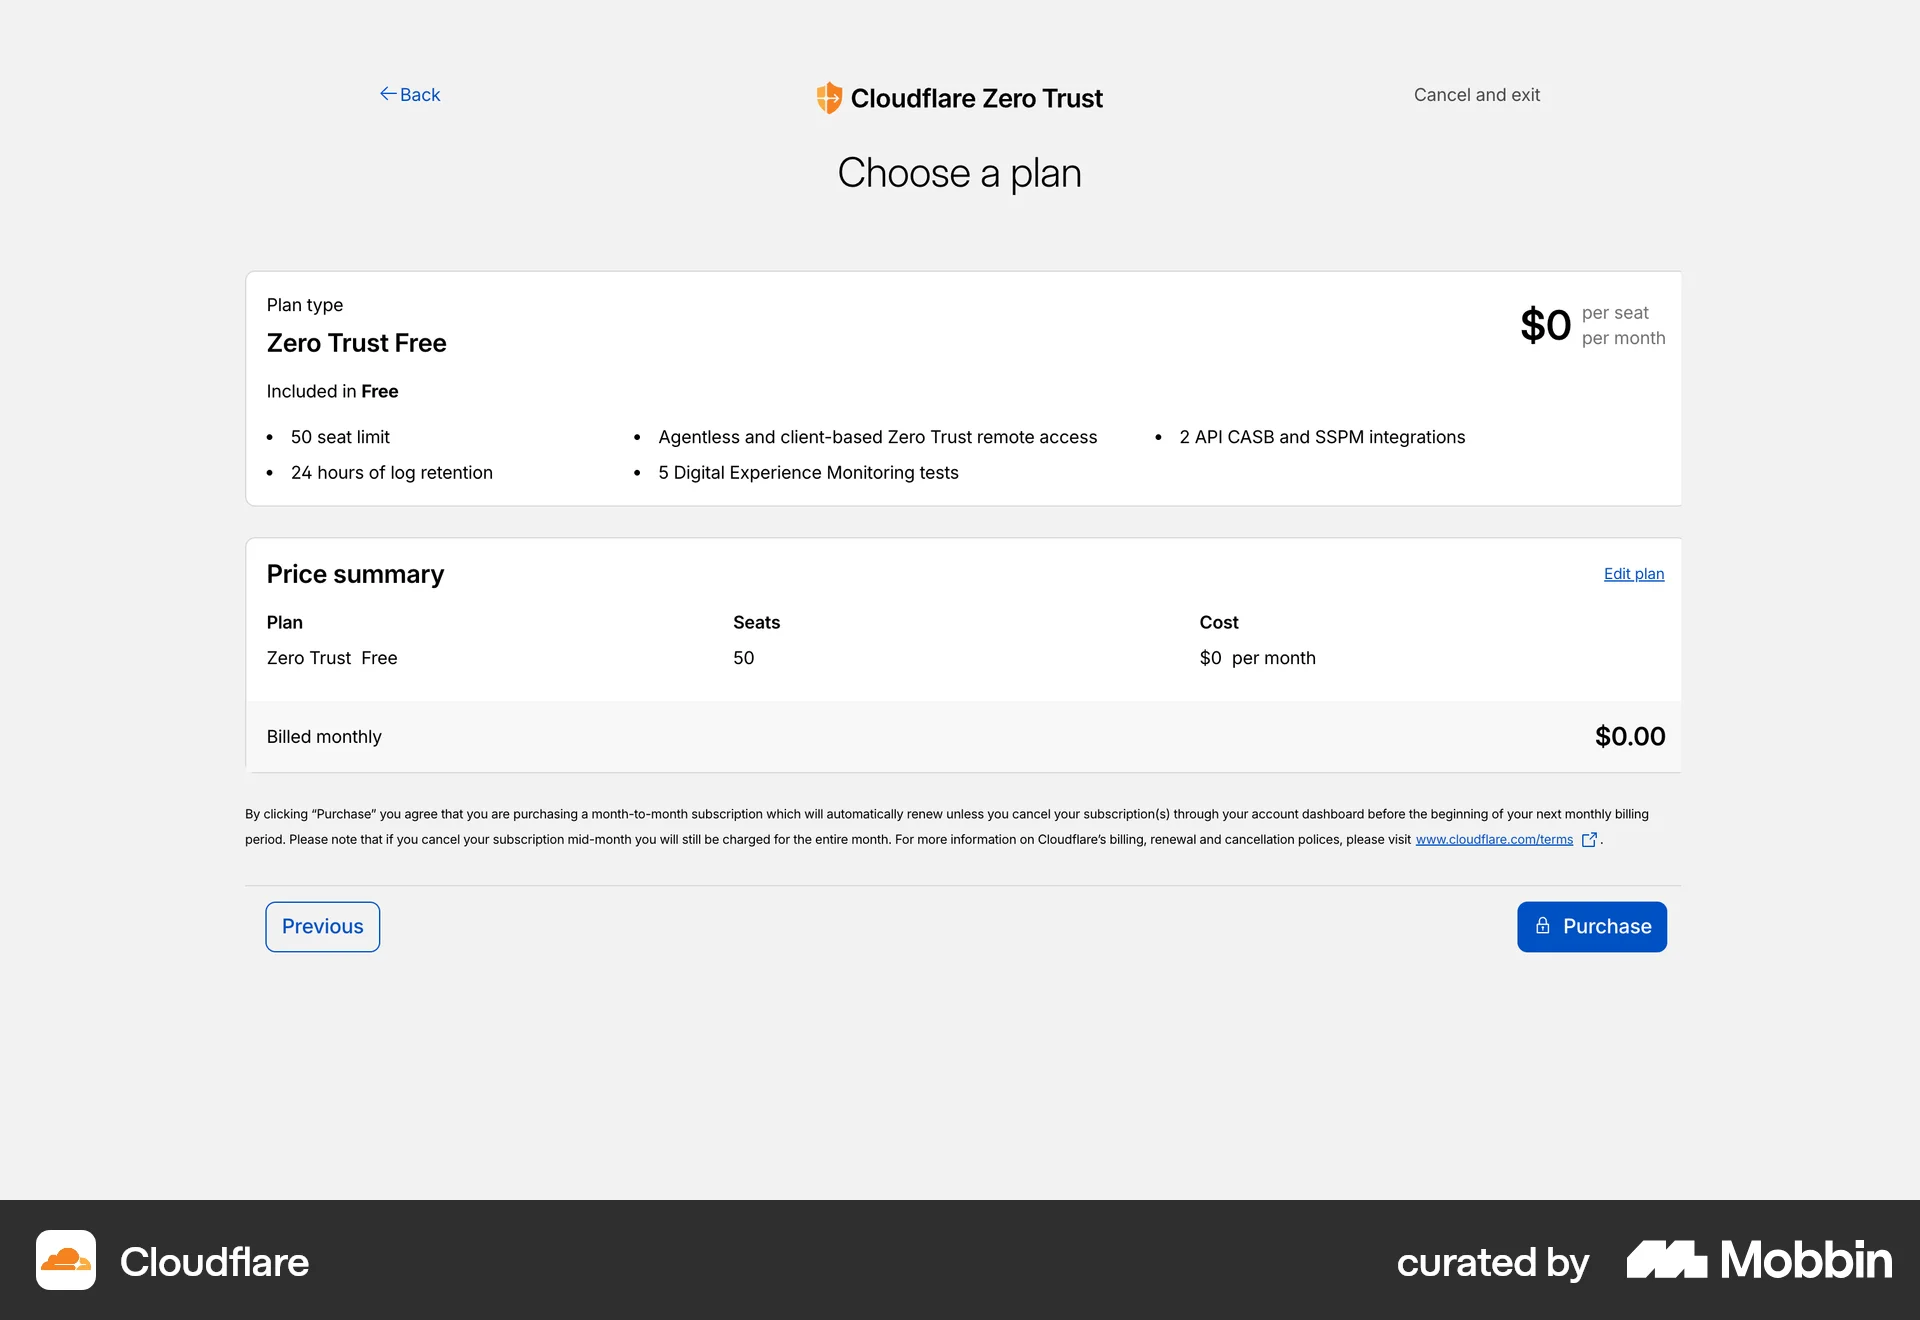 Back
Cloudflare Zero Trust
Cancel and exit
Choose a plan
Plan type
Zero Trust Free
$0 per seat per month
Included in Free
50 seat limit
24 hours of log retention
Agentless and client-based Zero Trust remote access
5 Digital Experience Monitoring tests
2 API CASB and SSPM integrations
Price summary
Edit plan
Plan Seats Cost
Zero Trust Free 50 $0 per month
Billed monthly $0.00
By clicking “Purchase” you agree that you are purchasing a month-to-month subscription which will automatically renew unless you cancel your subscription(s) through your account dashboard before the beginning of your next monthly billing
period. Please note that if you cancel your subscription mid-month you will still be charged for the entire month. For more information on Cloudflare’s billing, renewal and cancellation polices, please visit www.cloudflare.com/terms .
Previous
Purchase
Cloudflare
curated by Mobbin